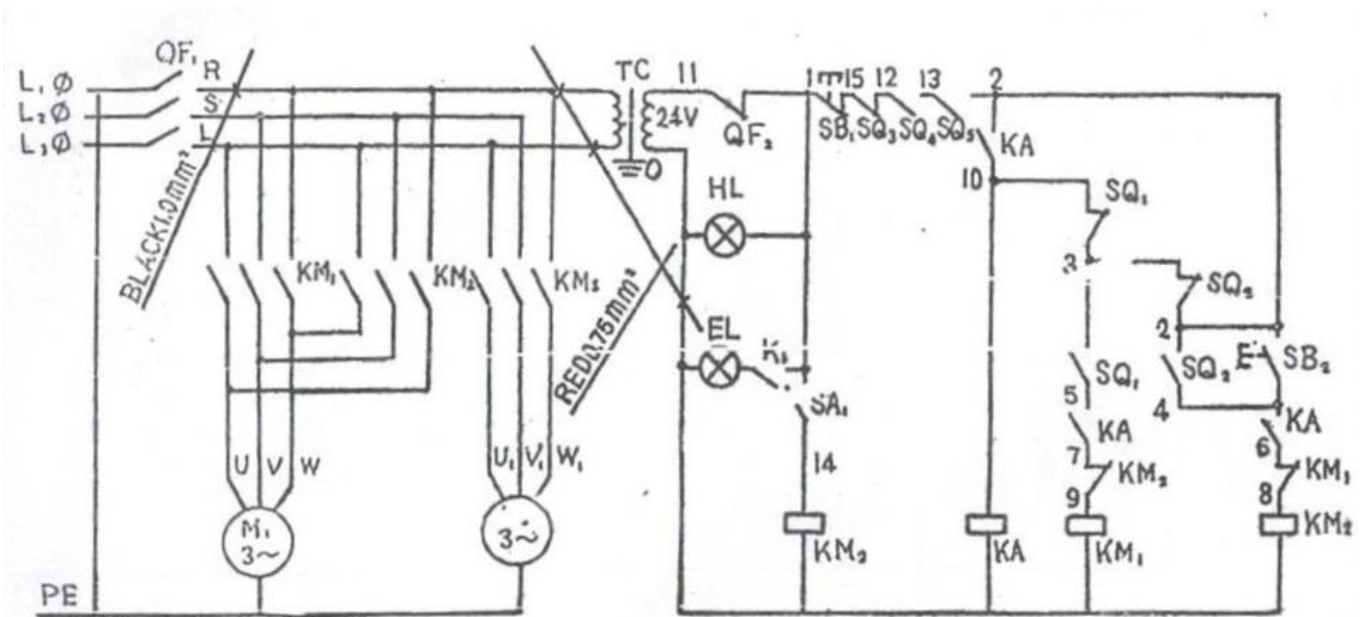 QF₁ R TC 11 1 15 12 13 2
L₁ Ø S 24V SB₁ SQ₃ SQ₄ SQ₅ KA
L₂ Ø L QF₂
L₃ Ø 0 10
BLACK1.0mm² HL SQ₁
3
KM₁ KM₂ KM₃ SQ₂
RED0.75mm² EL K₁ 2
SA₁ SQ₁ SQ₂ E SB₂
5 4
KA KA
U V W U₁ V₁ W₁ 14 7 6
KM₂ KM₁
9 8
M₁
3~ 3~
KM₃ KA KM₁ KM₂
PE